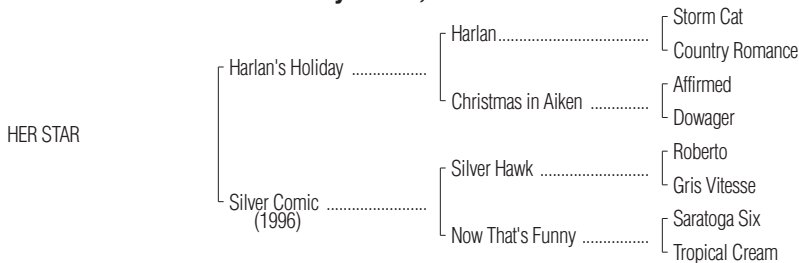 Storm Cat
Harlan
Country Romance
Harlan's Holiday
Affirmed
Christmas in Aiken
Dowager
HER STAR
Roberto
Silver Hawk
Gris Vitesse
Silver Comic
(1996)
Saratoga Six
Now That's Funny
Tropical Cream